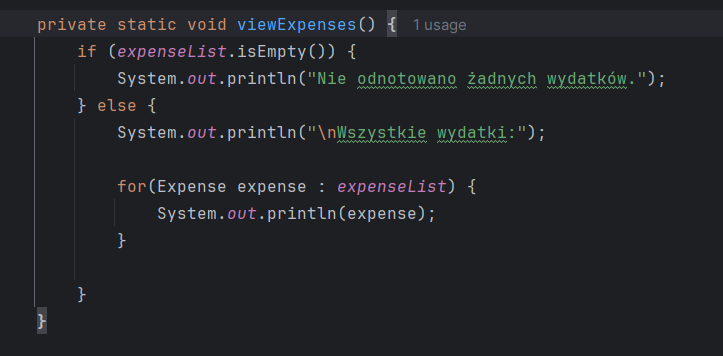 private static void viewExpenses() { 1 usage
if (expenseList.isEmpty()) {
System.out.println("Nie odnotowano żadnych wydatków.");
} else {
System.out.println("\nWszystkie wydatki:");
for(Expense expense : expenseList) {
System.out.println(expense);
}
}
}